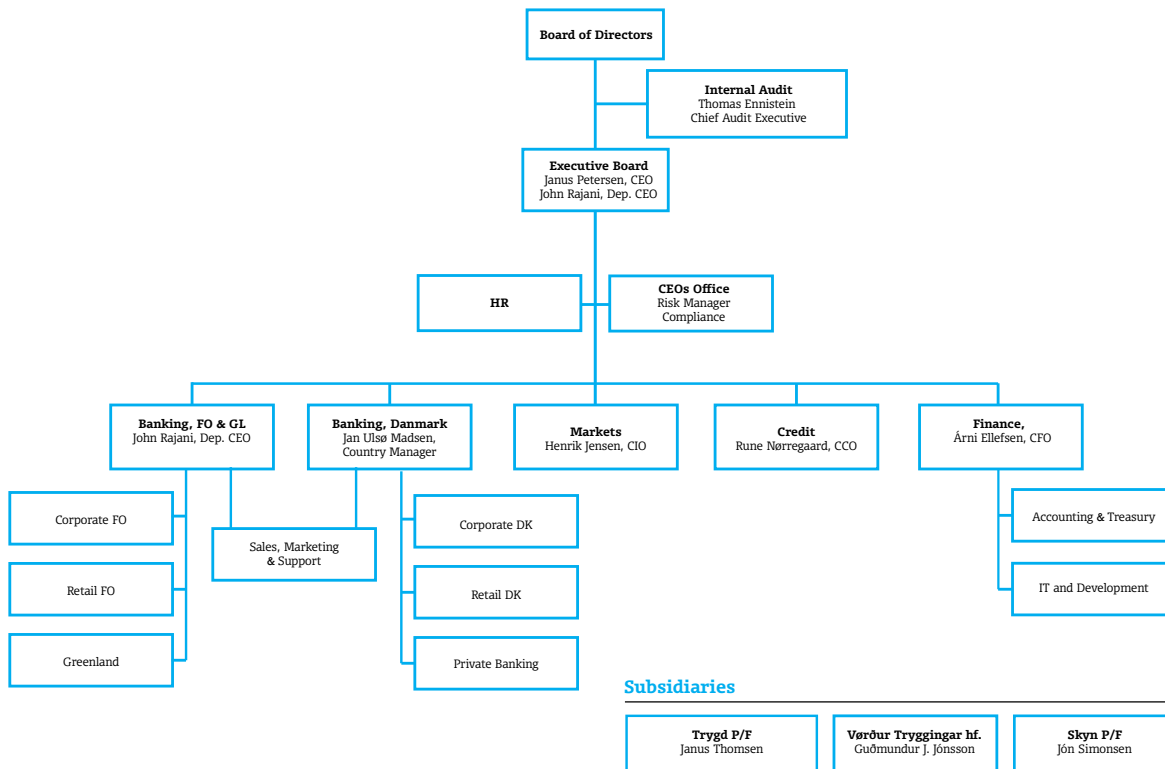 Board of Directors
Internal Audit
Thomas Ennistein
Chief Audit Executive
Executive Board
Janus Petersen, CEO
John Rajani, Dep. CEO
HR
CEOs Office
Risk Manager
Compliance
Banking, FO & GL
John Rajani, Dep. CEO
Banking, Danmark
Jan Ulsø Madsen,
Country Manager
Markets
Henrik Jensen, CIO
Credit
Rune Nørregaard, CCO
Finance,
Árni Ellefsen, CFO
Corporate FO
Sales, Marketing
& Support
Corporate DK
Accounting & Treasury
Retail FO
Retail DK
IT and Development
Greenland
Private Banking
Subsidiaries
Trygd P/F
Janus Thomsen
Vørður Tryggingar hf.
Guðmundur J. Jónsson
Skyn P/F
Jón Simonsen